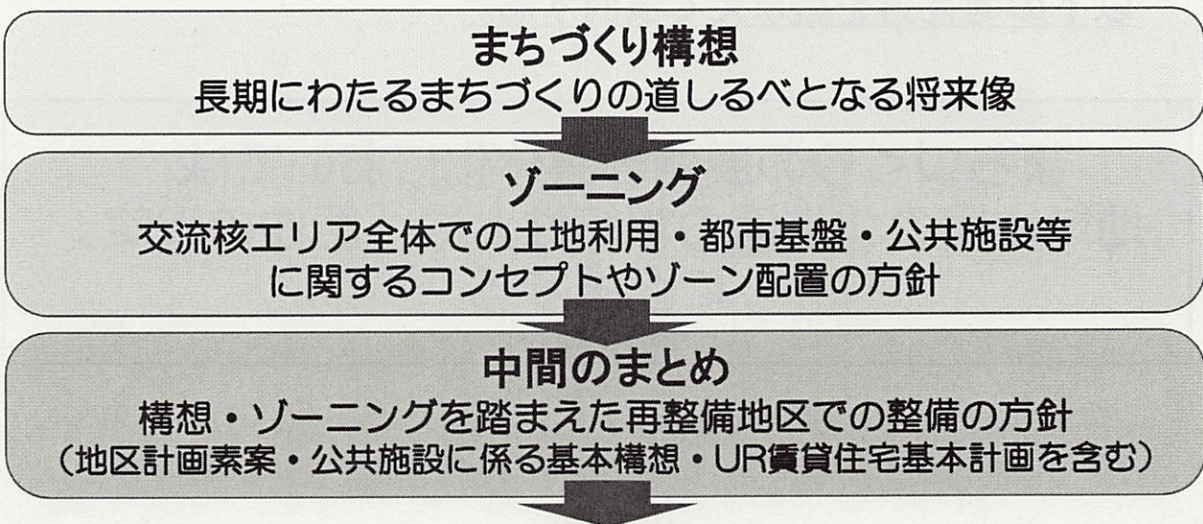 まちづくり構想
長期にわたるまちづくりの道しるべとなる将来像
ゾーニング
交流核エリア全体での土地利用・都市基盤・公共施設等
に関するコンセプトやゾーン配置の方針
中間のまとめ
構想・ゾーニングを踏まえた再整備地区での整備の方針
（地区計画素案・公共施設に係る基本構想・UR賃貸住宅基本計画を含む）